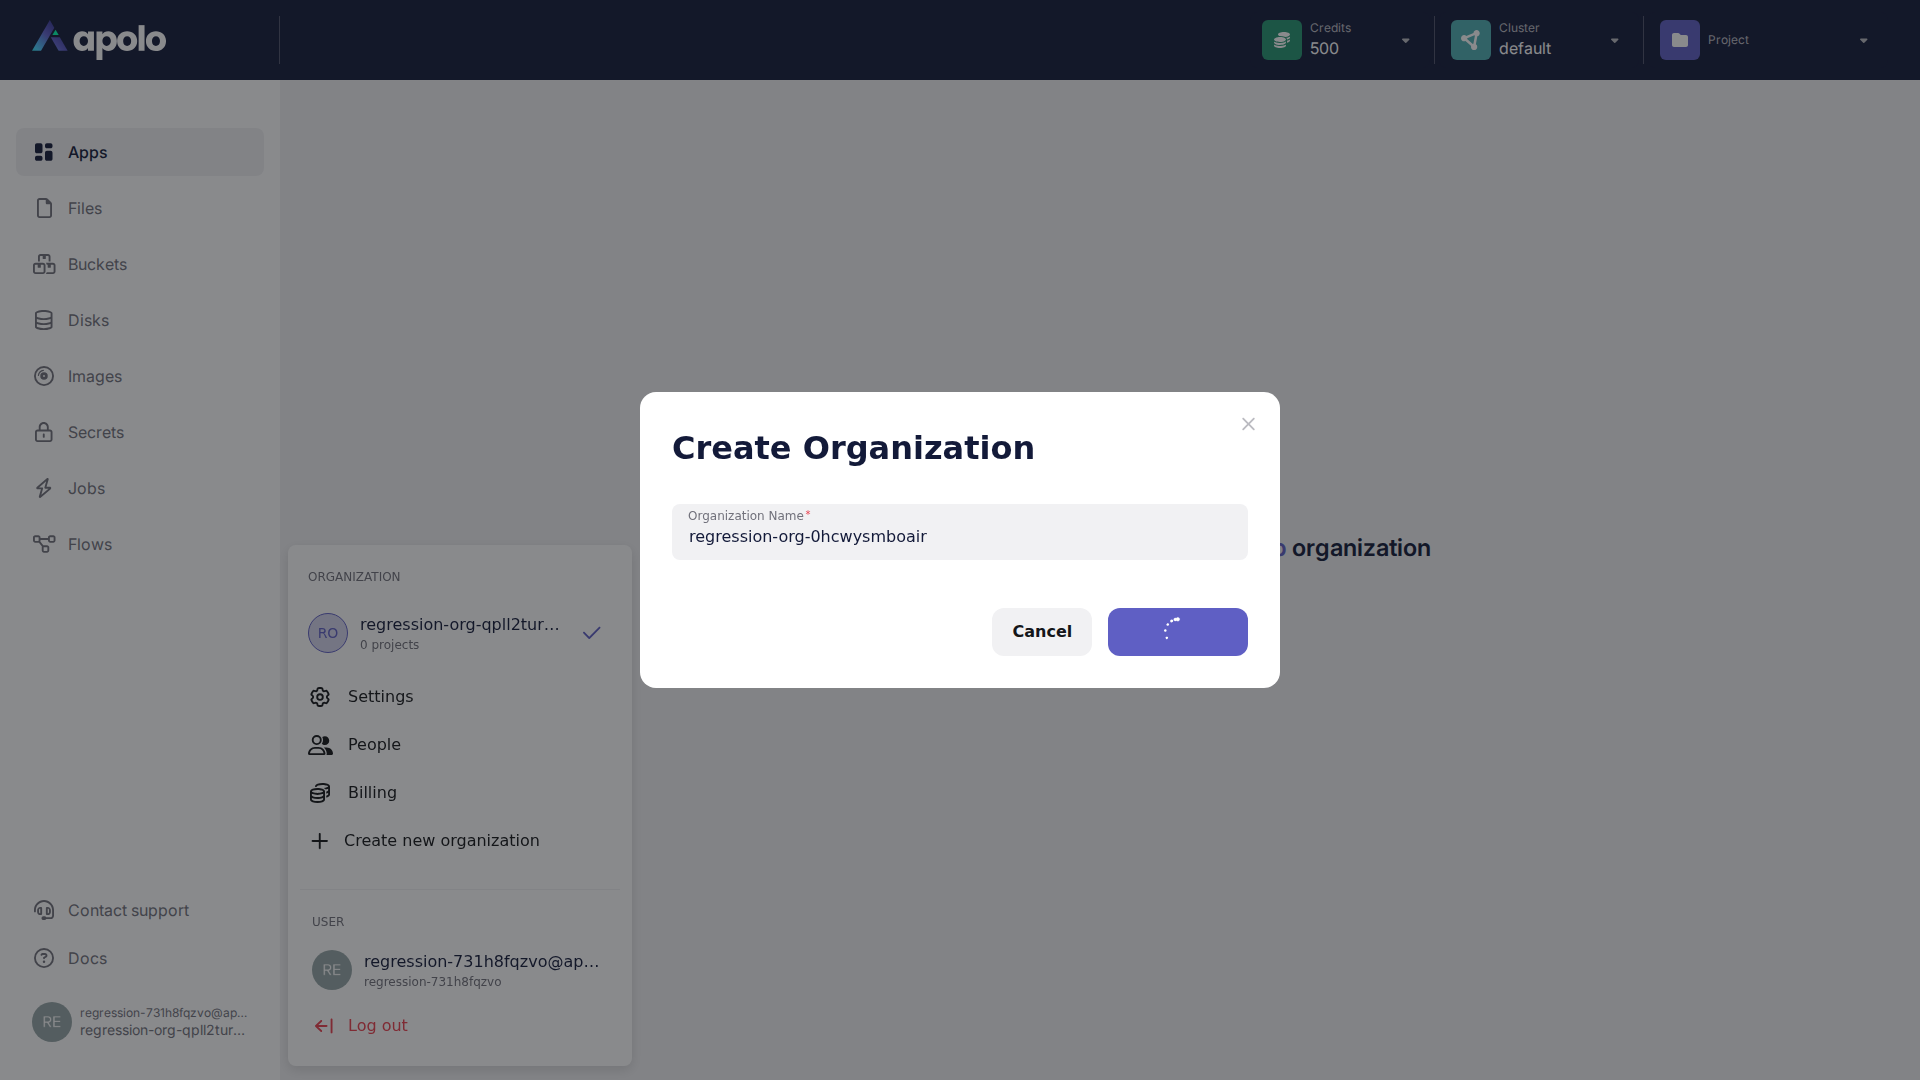 apolo
Credits
500
Cluster
default
Project
Apps
Files
Buckets
Disks
Images
Secrets
Jobs
Flows
Contact support
Docs
RE
regression-731h8fqzvo@ap...
regression-org-qpll2tur...
ORGANIZATION
RO
regression-org-qpll2tur...
0 projects
Settings
People
Billing
Create new organization
USER
RE
regression-731h8fqzvo@ap...
regression-731h8fqzvo
Log out
organization
Create Organization
Organization Name*
regression-org-0hcwysmboair
Cancel